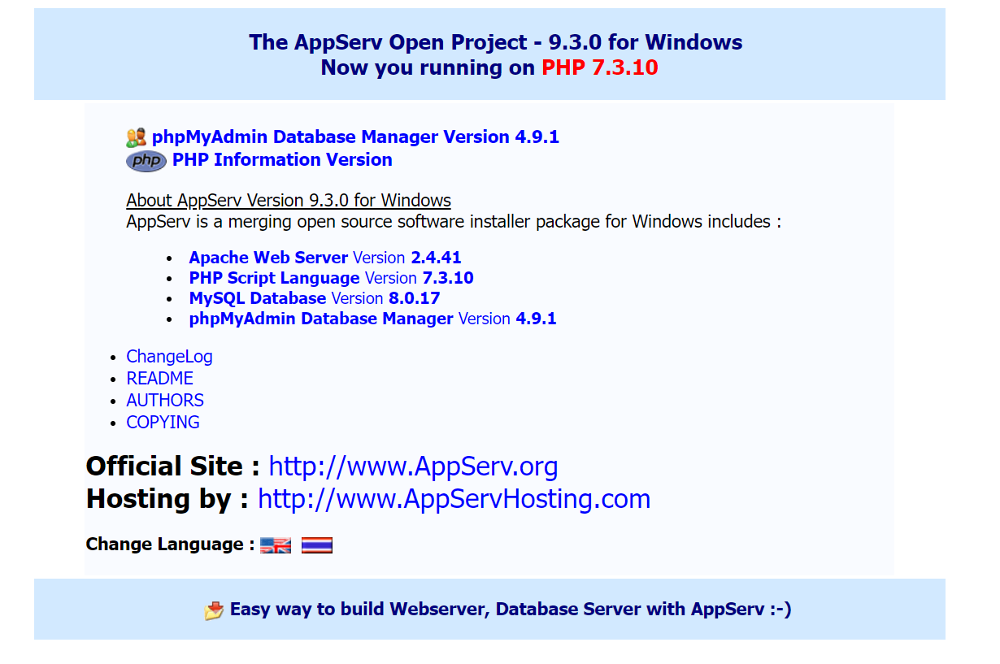 The AppServ Open Project - 9.3.0 for Windows
Now you running on PHP 7.3.10
phpMyAdmin Database Manager Version 4.9.1
php PHP Information Version
About AppServ Version 9.3.0 for Windows
AppServ is a merging open source software installer package for Windows includes :
• Apache Web Server Version 2.4.41
• PHP Script Language Version 7.3.10
• MySQL Database Version 8.0.17
• phpMyAdmin Database Manager Version 4.9.1
• ChangeLog
• README
• AUTHORS
• COPYING
Official Site : http://www.AppServ.org
Hosting by : http://www.AppServHosting.com
Change Language :
Easy way to build Webserver, Database Server with AppServ :-)